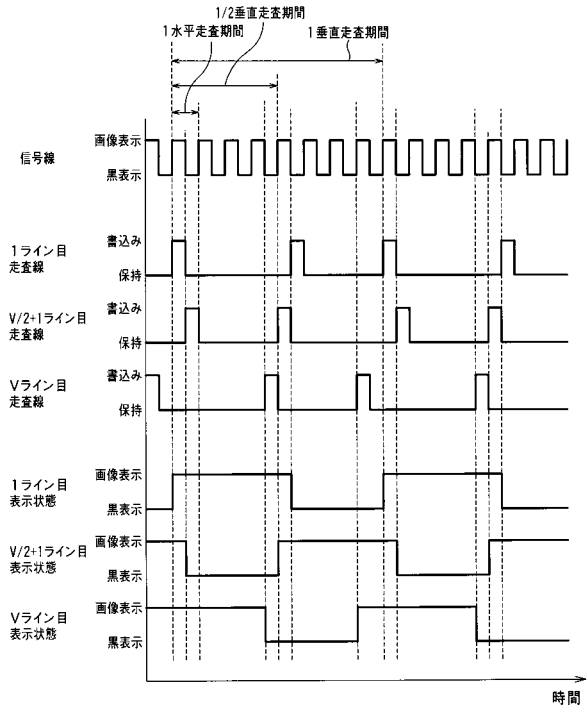 1/2垂直走査期間
1水平走査期間
1垂直走査期間
信号線
画像表示
黒表示
1ライン目
走査線
書込み
保持
V/2+1ライン目
走査線
書込み
保持
Vライン目
走査線
書込み
保持
1ライン目
表示状態
画像表示
黒表示
V/2+1ライン目
表示状態
画像表示
黒表示
Vライン目
表示状態
画像表示
黒表示
時間